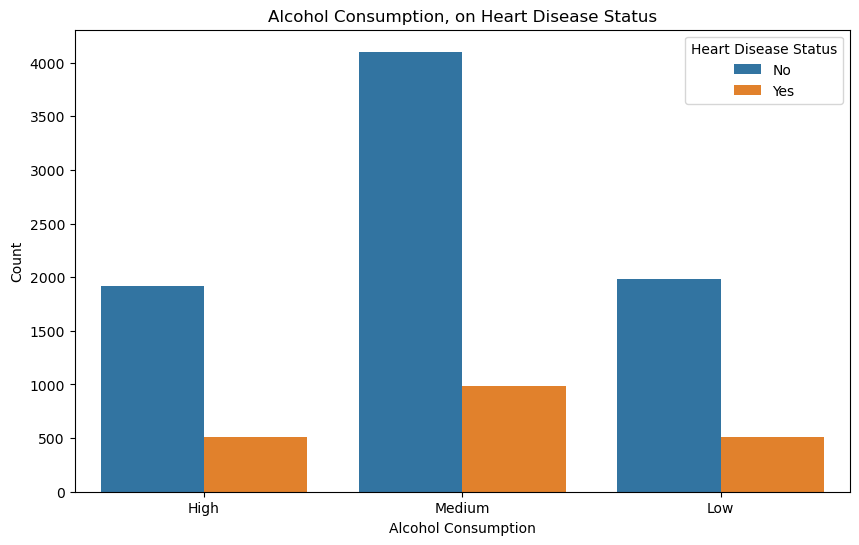 Alcohol Consumption, on Heart Disease Status
Heart Disease Status
No
Yes
Count
4000
3500
3000
2500
2000
1500
1000
500
0
High
Medium
Low
Alcohol Consumption